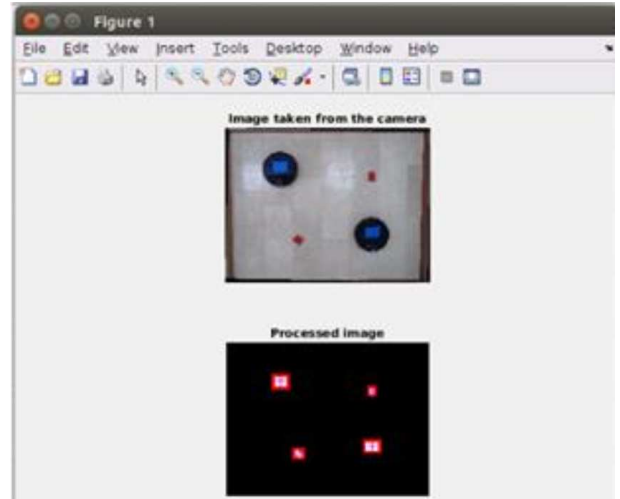 Figure 1
File Edit View Insert Tools Desktop Window Help
Image taken from the camera
Processed image